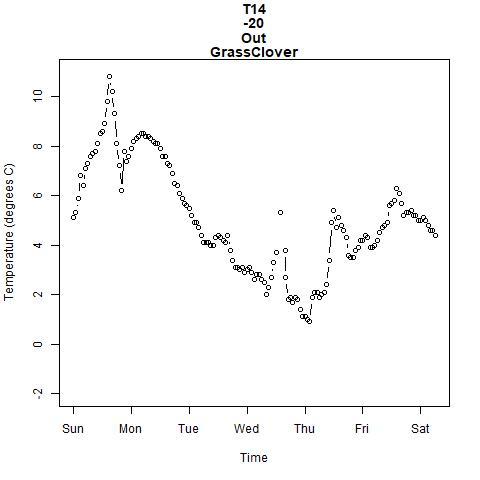 T14
-20
Out
GrassClover
Temperature (degrees C)
10
8
6
4
2
0
-2
Sun Mon Tue Wed Thu Fri Sat
Time